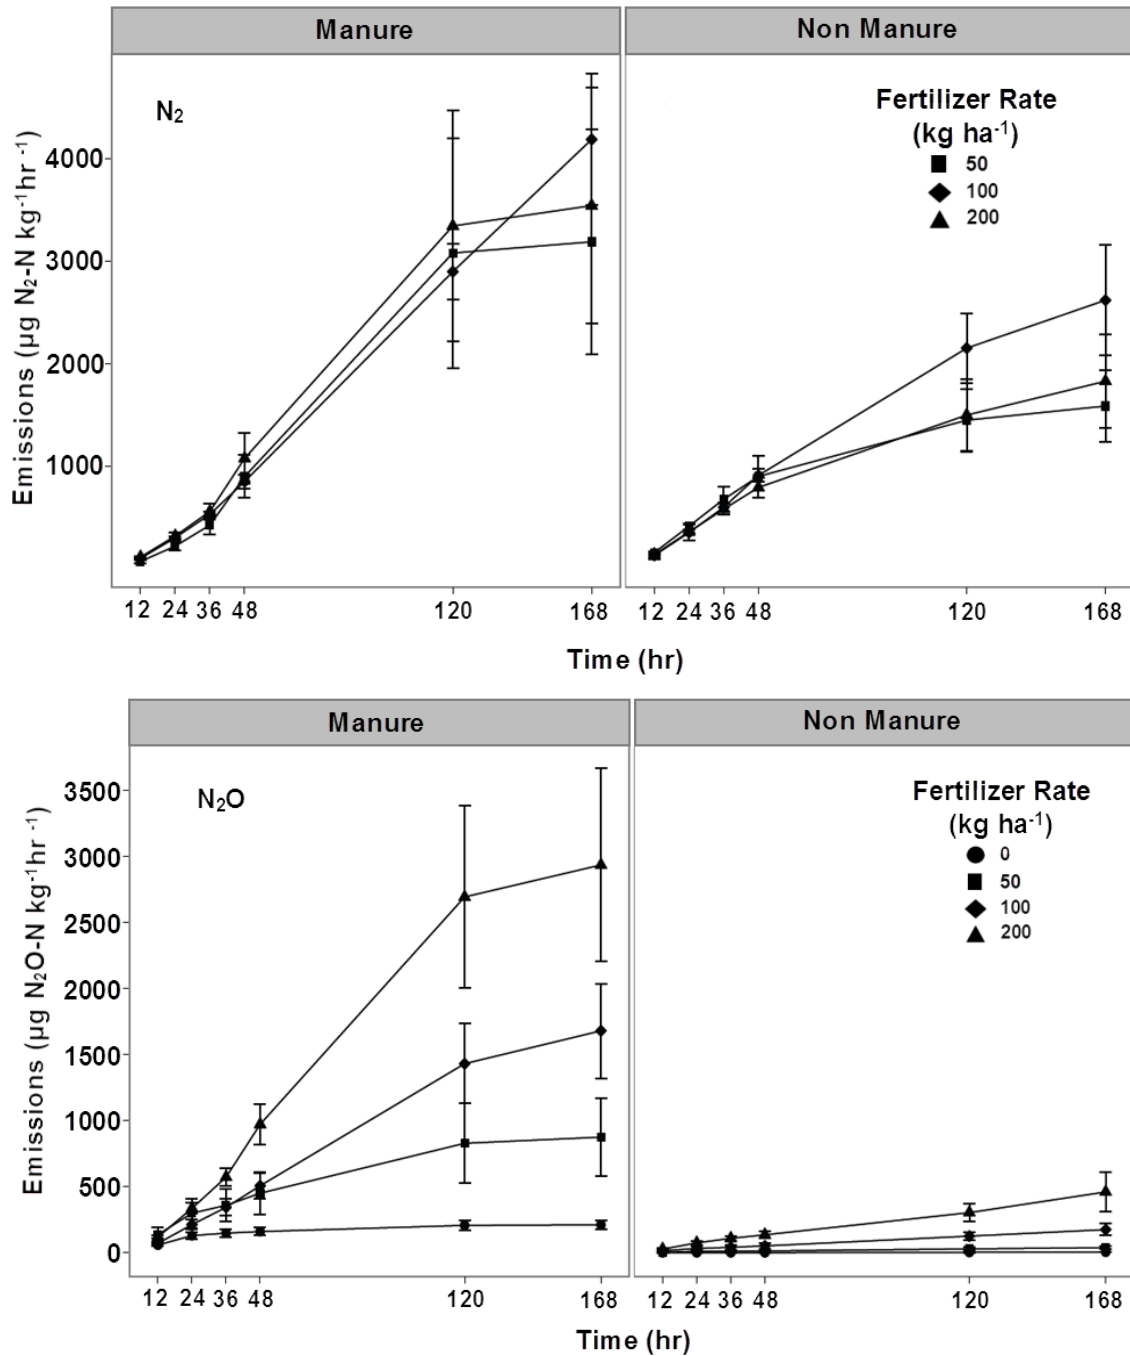 Manure
Non Manure
N₂
Fertilizer Rate
(kg ha⁻¹)
50
100
200
Emissions (µg N₂-N kg⁻¹hr ⁻¹)
4000
3000
2000
1000
12 24 36 48 120 168
12 24 36 48 120 168
Time (hr)
Manure
Non Manure
N₂O
Fertilizer Rate
(kg ha⁻¹)
0
50
100
200
Emissions (µg N₂O-N kg⁻¹hr ⁻¹)
3500
3000
2500
2000
1500
1000
500
0
12 24 36 48 120 168
12 24 36 48 120 168
Time (hr)